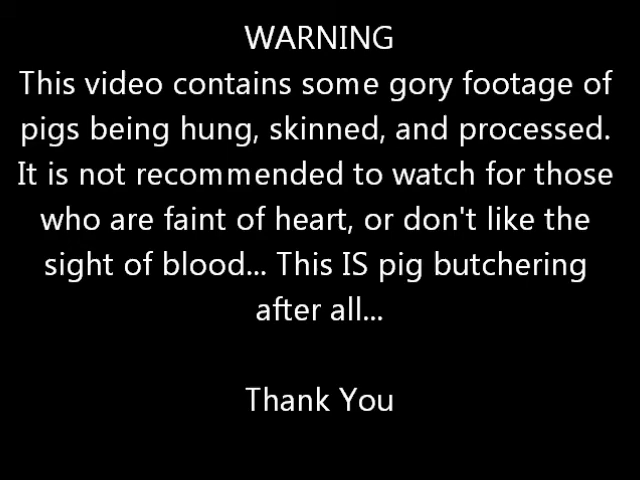 WARNING
This video contains some gory footage of
pigs being hung, skinned, and processed.
It is not recommended to watch for those
who are faint of heart, or don't like the
sight of blood... This IS pig butchering
after all...
Thank You